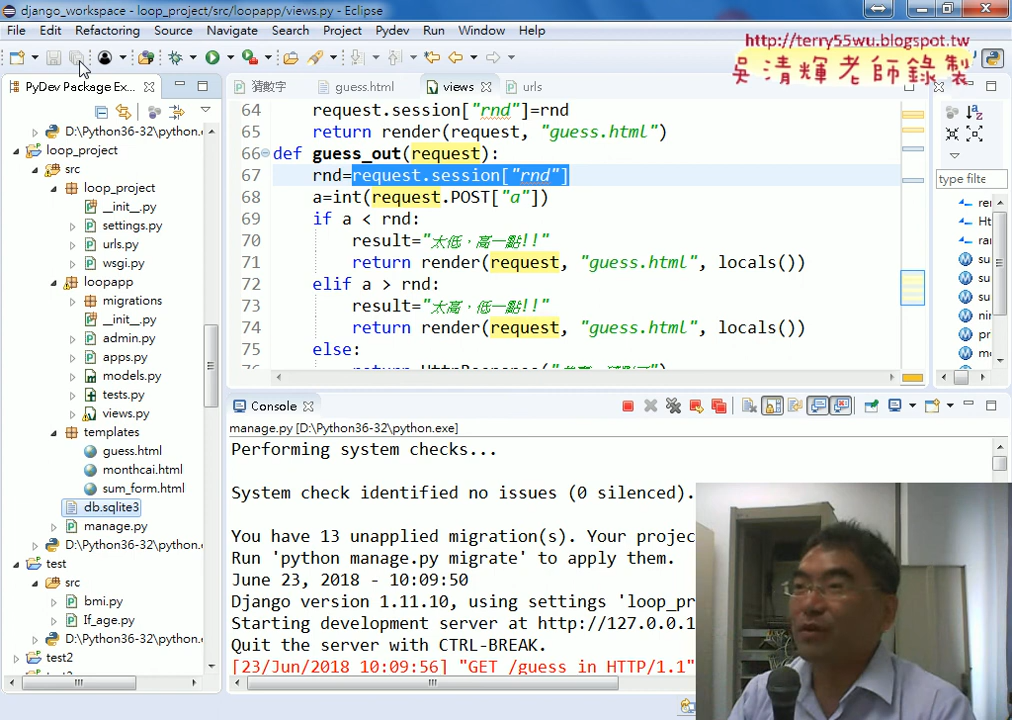 django_workspace - loop_project/src/loopapp/views.py - Eclipse
File Edit Refactoring Source Navigate Search Project Pydev Run Window Help
http://terry55wu.blogspot.tw
吳清輝老師錄製
PyDev Package Ex...
猜數字 guess.html views urls
D:\Python36-32\python.
loop_project
src
loop_project
__init__.py
settings.py
urls.py
wsgi.py
loopapp
migrations
__init__.py
admin.py
apps.py
models.py
tests.py
views.py
templates
guess.html
monthcai.html
sum_form.html
db.sqlite3
manage.py
D:\Python36-32\python.
test
src
bmi.py
If_age.py
D:\Python36-32\python.
test2
64 request.session["rnd"]=rnd
65 return render(request, "guess.html")
66 def guess_out(request):
67 rnd=request.session["rnd"]
68 a=int(request.POST["a"])
69 if a < rnd:
70 result="太低，高一點!!"
71 return render(request, "guess.html", locals())
72 elif a > rnd:
73 result="太高，低一點!!"
74 return render(request, "guess.html", locals())
75 else:
type filte
rei
Ht
rar
su
su
su
nin
pr
m
Console
manage.py [D:\Python36-32\python.exe]
Performing system checks...
System check identified no issues (0 silenced).
You have 13 unapplied migration(s). Your projec
Run 'python manage.py migrate' to apply them.
June 23, 2018 - 10:09:50
Django version 1.11.10, using settings 'loop_pr
Starting development server at http://127.0.0.1
Quit the server with CTRL-BREAK.
[23/Jun/2018 10:09:56] "GET /guess in HTTP/1.1"